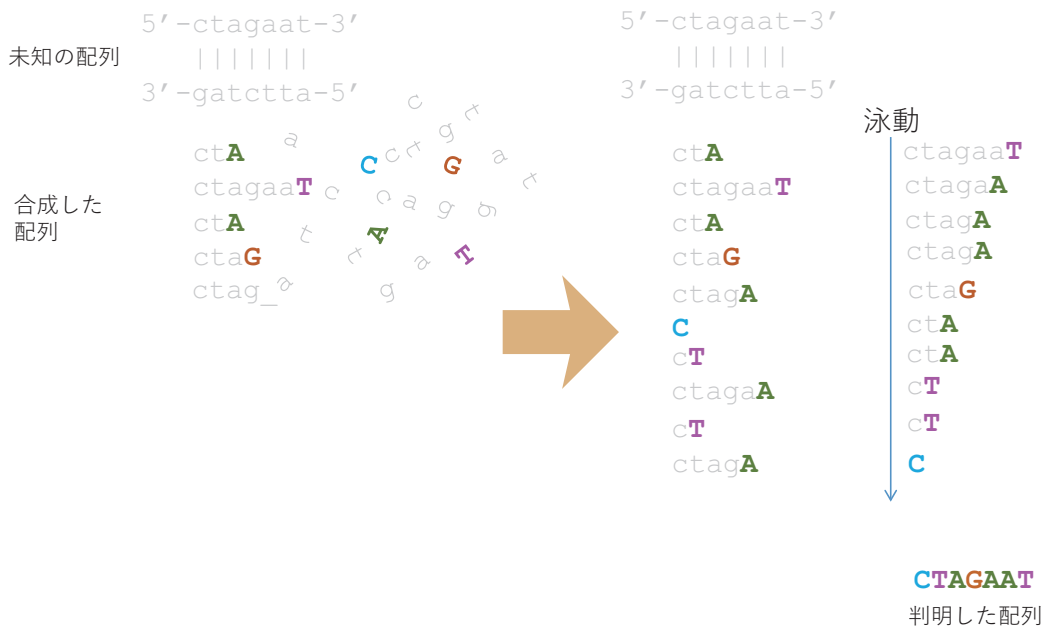 5′-ctagaat-3′
未知の配列
|||||||
3′-gatctta-5′
合成した
配列
ctA
ctagaaT
ctA
ctaG
ctag_
a
c
t
g
a
t
c
c
t
C
G
c
c
a
g
g
t
t
A
a
T
g
a
5′-ctagaat-3′
|||||||
3′-gatctta-5′
ctA
ctagaaT
ctA
ctaG
ctagA
C
cT
ctagaA
cT
ctagA
泳動
ctagaaT
ctagaA
ctagA
ctagA
ctaG
ctA
ctA
cT
cT
C
CTAGAAT
判明した配列